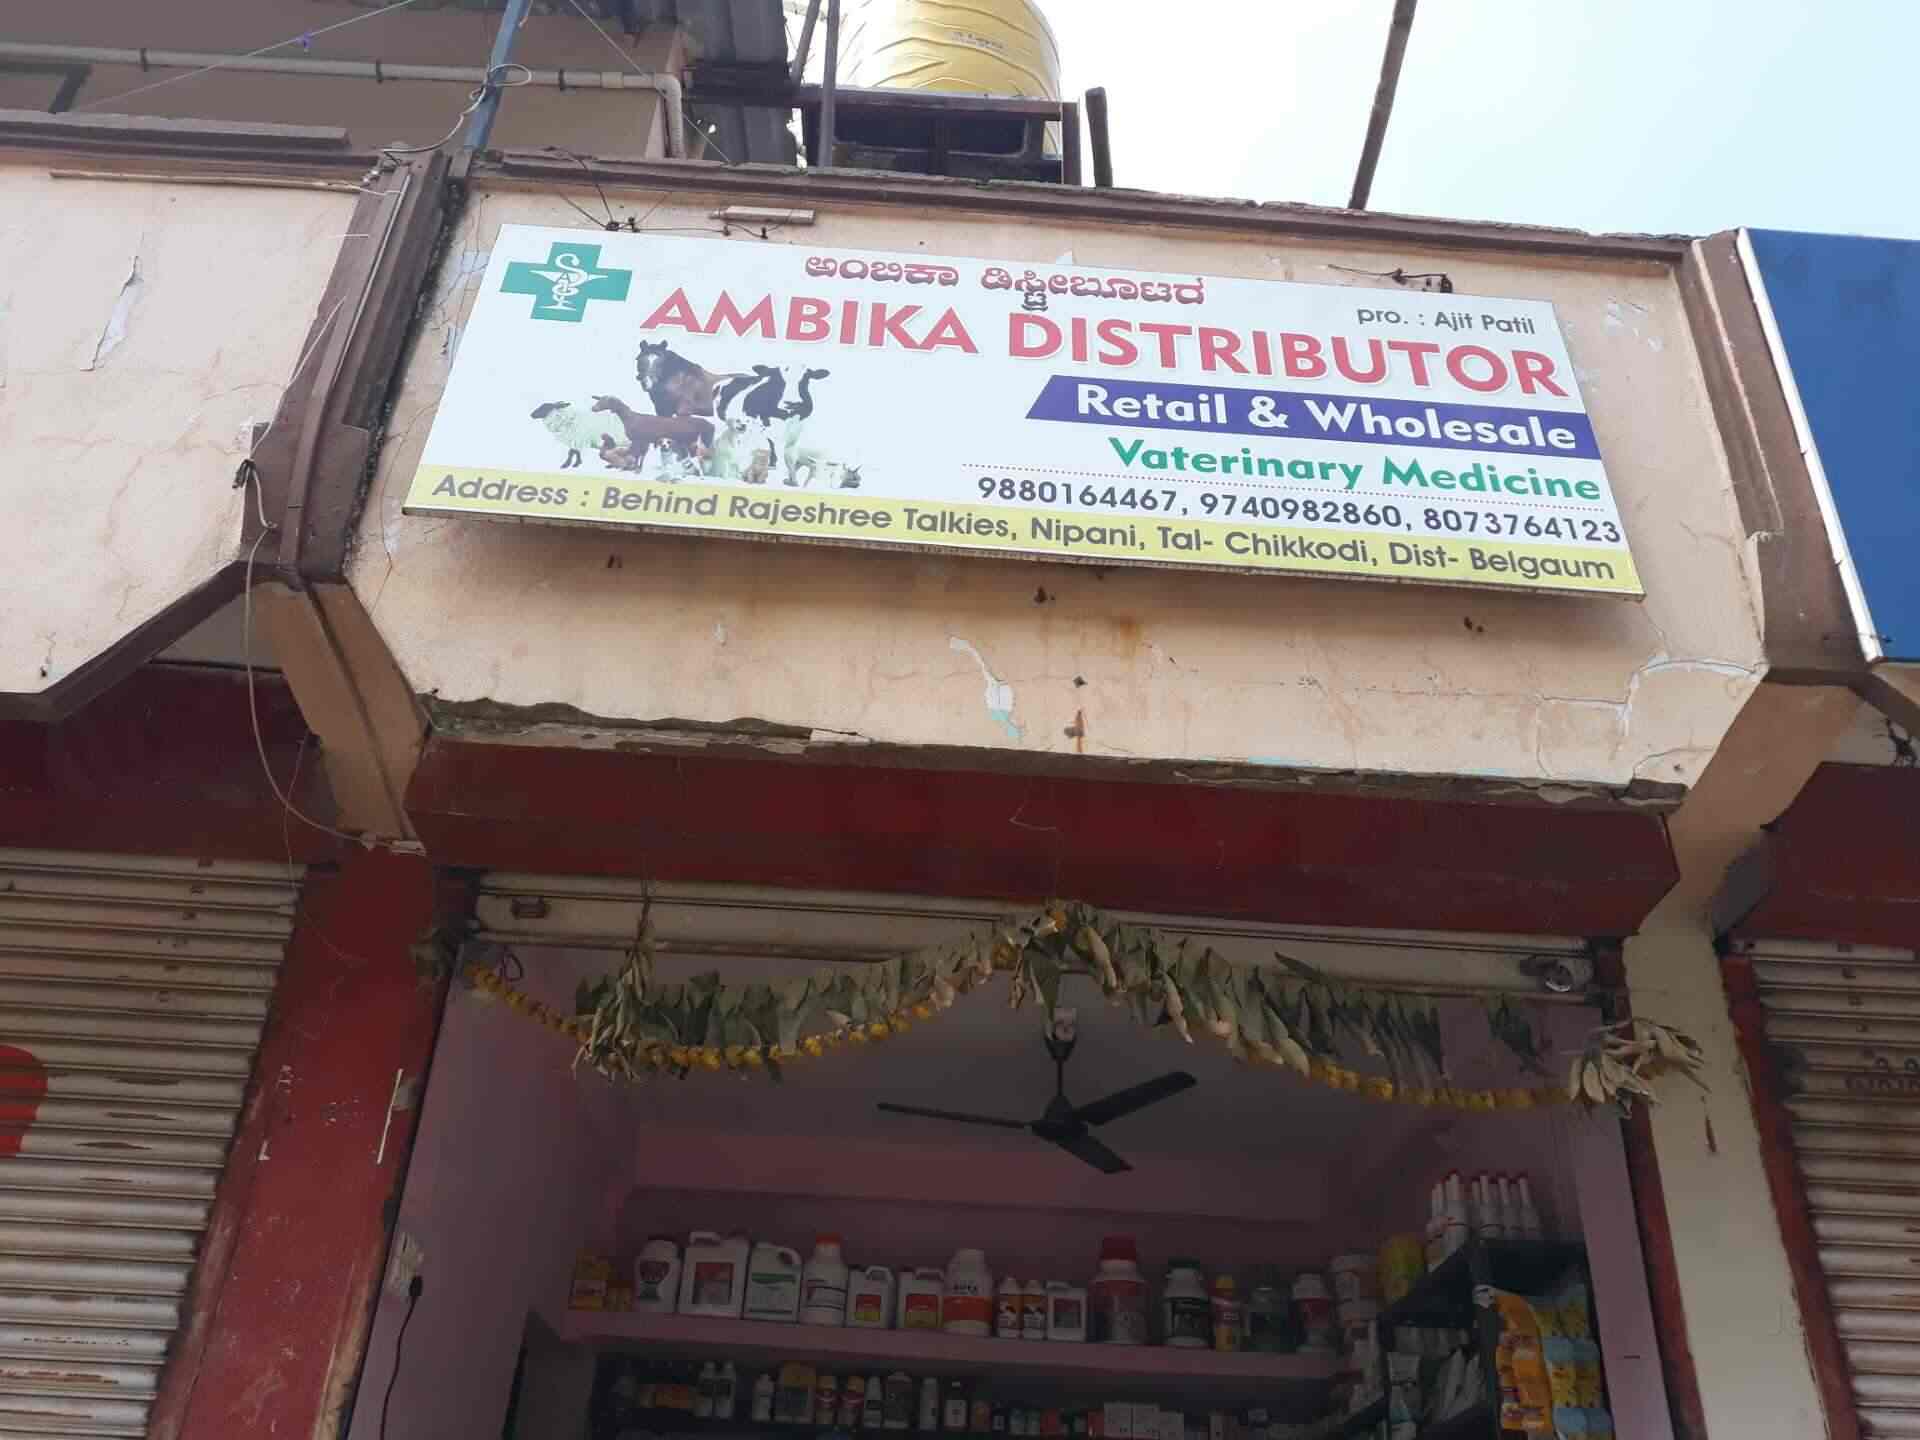 ಅಂಬಿಕಾ ಡಿಸ್ಟ್ರೀಬೂಟರ
pro. : Ajit Patil
AMBIKA DISTRIBUTOR
Retail & Wholesale
Vaterinary Medicine
9880164467, 9740982860, 8073764123
Address : Behind Rajeshree Talkies, Nipani, Tal- Chikkodi, Dist- Belgaum